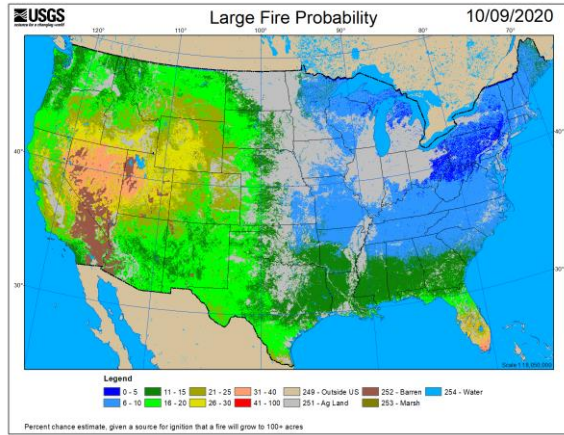 USGS
science for a changing world
Large Fire Probability
10/09/2020
120°
110°
100°
90°
80°
70°
40°
40°
30°
30°
Scale 1:18,000,000
Legend
0 - 5
11 - 15
21 - 25
31 - 40
249 - Outside US
252 - Barren
254 - Water
6 - 10
16 - 20
26 - 30
41 - 100
251 - Ag Land
253 - Marsh
Percent chance estimate, given a source for ignition that a fire will grow to 100+ acres